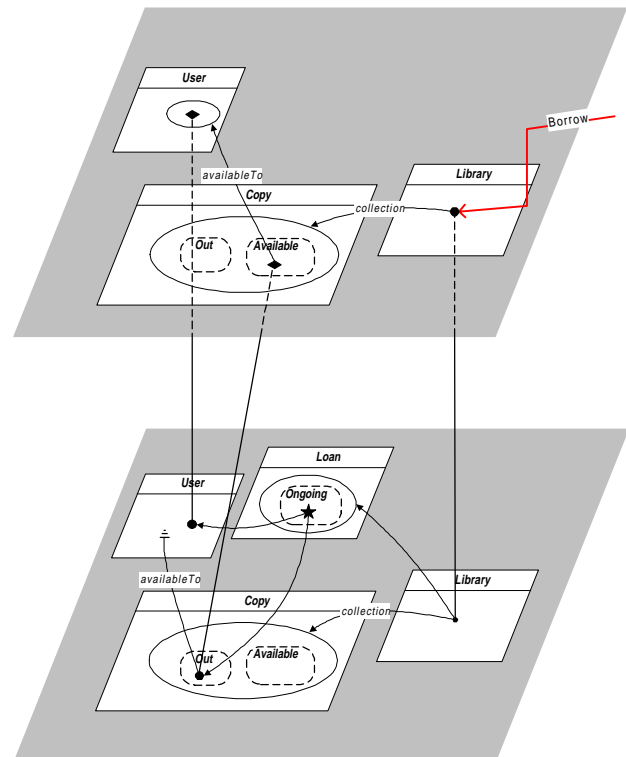 User
Borrow
availableTo
Library
Copy
collection
Out
Available
Loan
User
Ongoing
availableTo
Library
Copy
collection
Out
Available